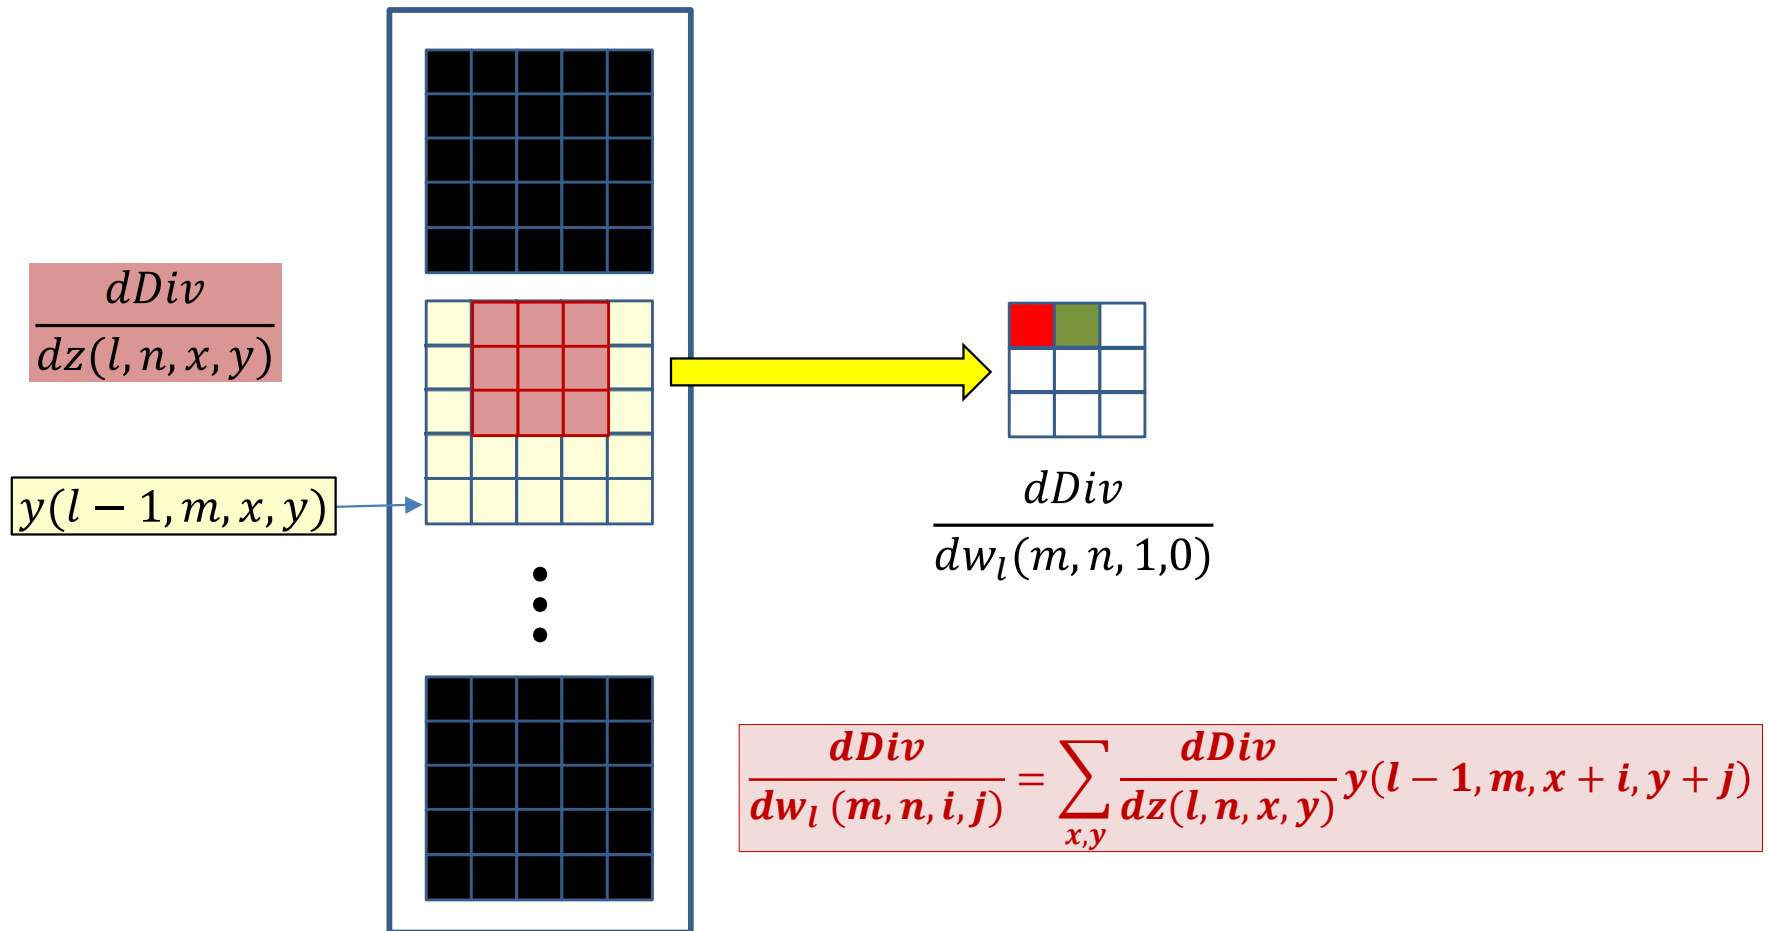 dDiv
dz(l, n, x, y)
y(l − 1, m, x, y)
dDiv
dw_l(m, n, 1,0)
dDiv / dw_l (m, n, i, j) = ∑_{x,y} dDiv / dz(l, n, x, y) y(l − 1, m, x + i, y + j)